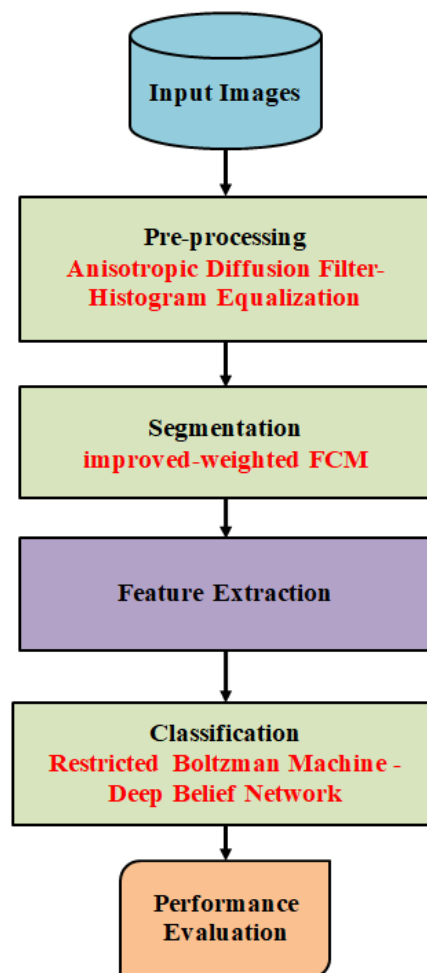 Input Images
Pre-processing
Anisotropic Diffusion Filter-
Histogram Equalization
Segmentation
improved-weighted FCM
Feature Extraction
Classification
Restricted Boltzman Machine -
Deep Belief Network
Performance
Evaluation